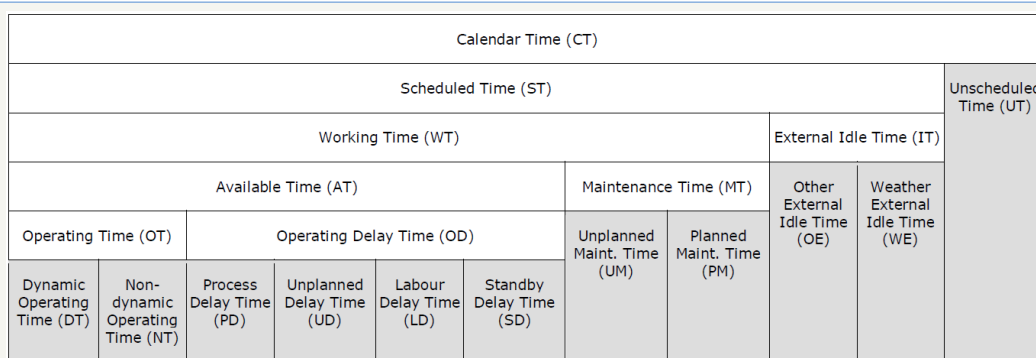 Calendar Time (CT)
Scheduled Time (ST)
Unscheduled
Time (UT)
Working Time (WT)
External Idle Time (IT)
Available Time (AT)
Maintenance Time (MT)
Other
External
Idle Time
(OE)
Weather
External
Idle Time
(WE)
Operating Time (OT)
Operating Delay Time (OD)
Unplanned
Maint. Time
(UM)
Planned
Maint. Time
(PM)
Dynamic
Operating
Time (DT)
Non-
dynamic
Operating
Time (NT)
Process
Delay Time
(PD)
Unplanned
Delay Time
(UD)
Labour
Delay Time
(LD)
Standby
Delay Time
(SD)